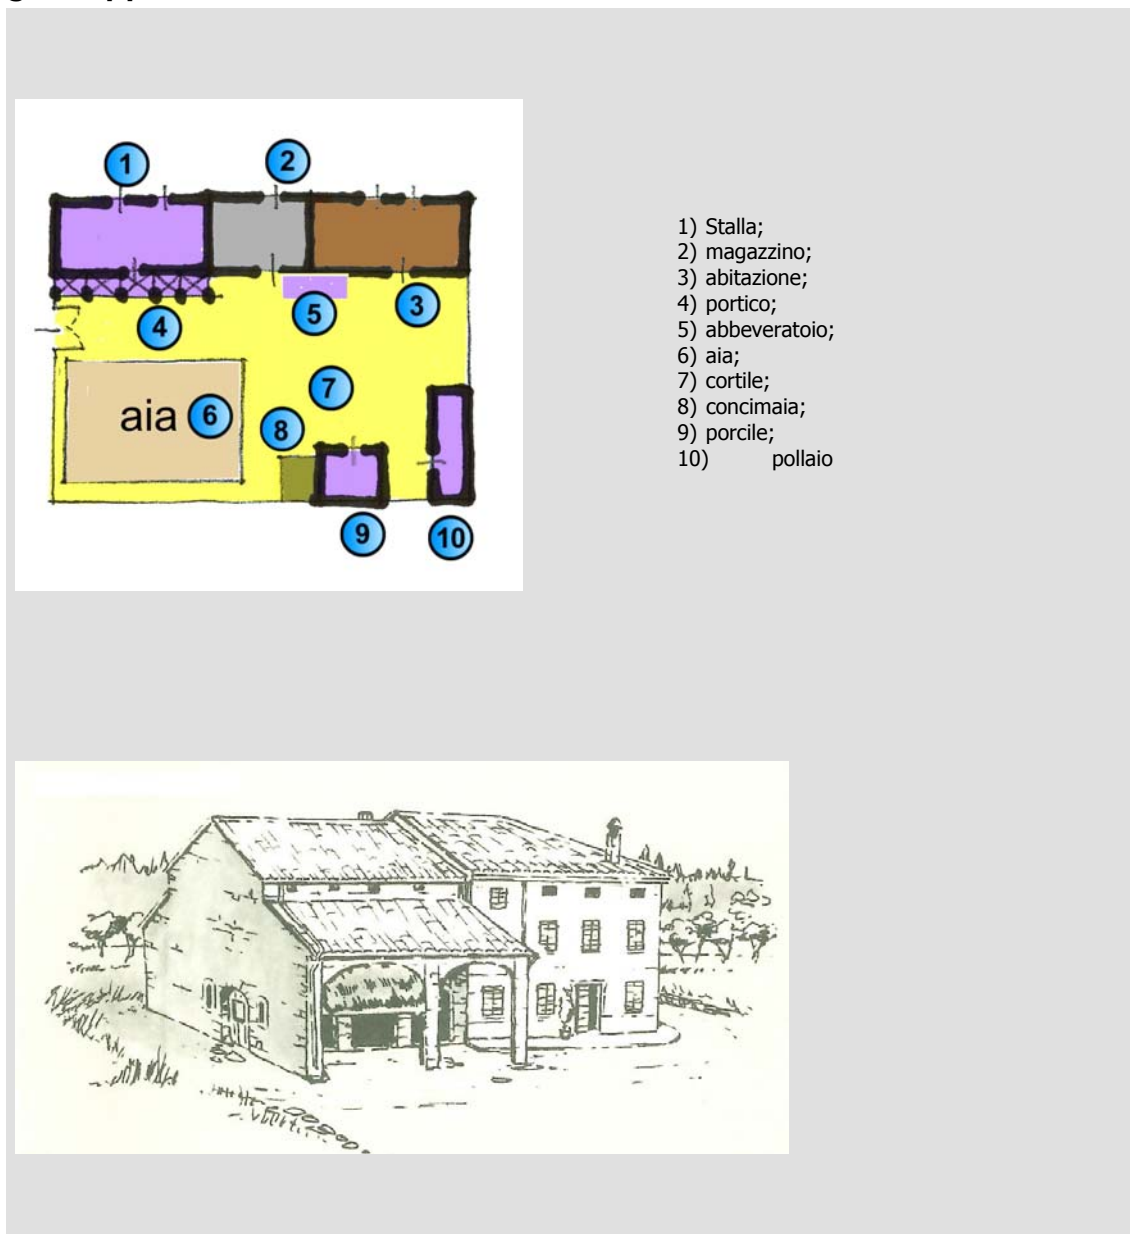 1
2
3
4
5
aia 6
7
8
9
10
1) Stalla;
2) magazzino;
3) abitazione;
4) portico;
5) abbeveratoio;
6) aia;
7) cortile;
8) concimaia;
9) porcile;
10) pollaio